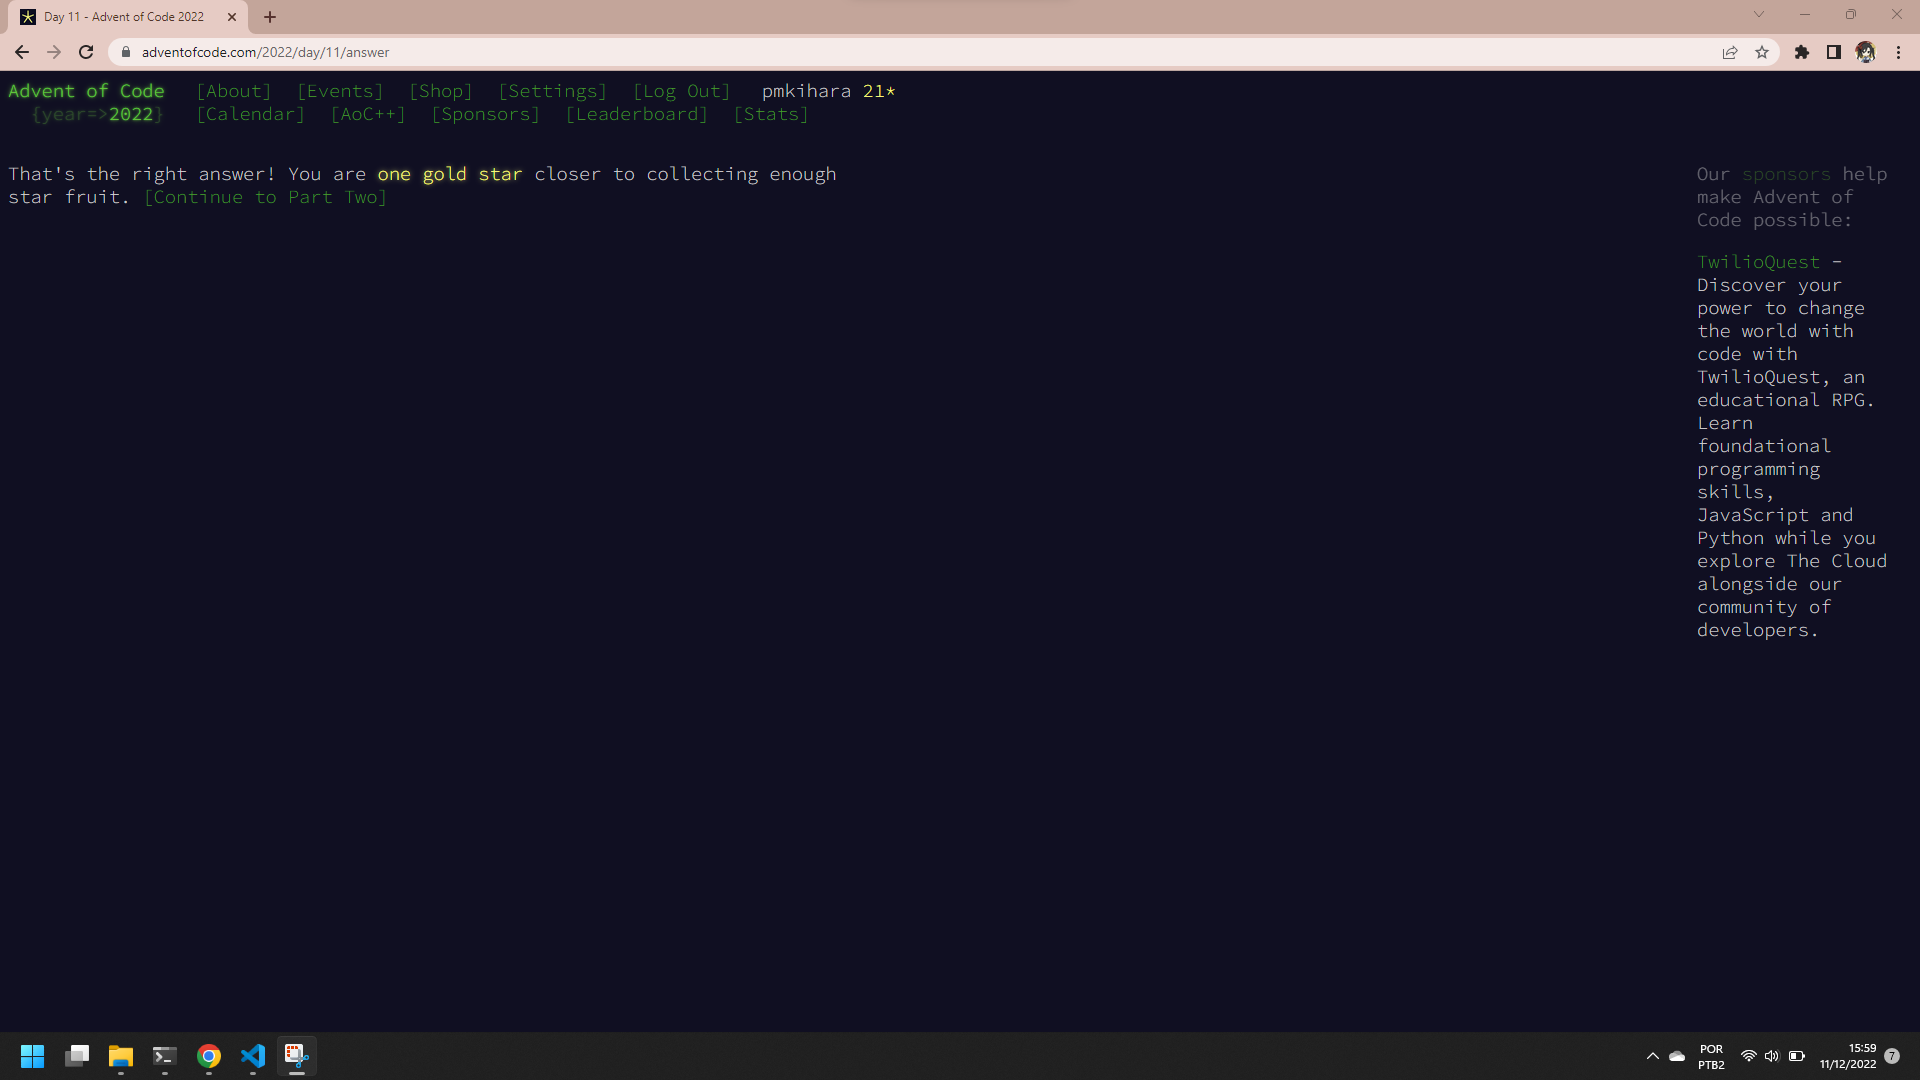 Day 11 - Advent of Code 2022
adventofcode.com/2022/day/11/answer
Advent of Code [About] [Events] [Shop] [Settings] [Log Out] pmkihara 21*
{year=>2022} [Calendar] [AoC++] [Sponsors] [Leaderboard] [Stats]
That's the right answer! You are one gold star closer to collecting enough
star fruit. [Continue to Part Two]
Our sponsors help
make Advent of
Code possible:
TwilioQuest -
Discover your
power to change
the world with
code with
TwilioQuest, an
educational RPG.
Learn
foundational
programming
skills,
JavaScript and
Python while you
explore The Cloud
alongside our
community of
developers.
POR
PTB2
15:59
11/12/2022
7